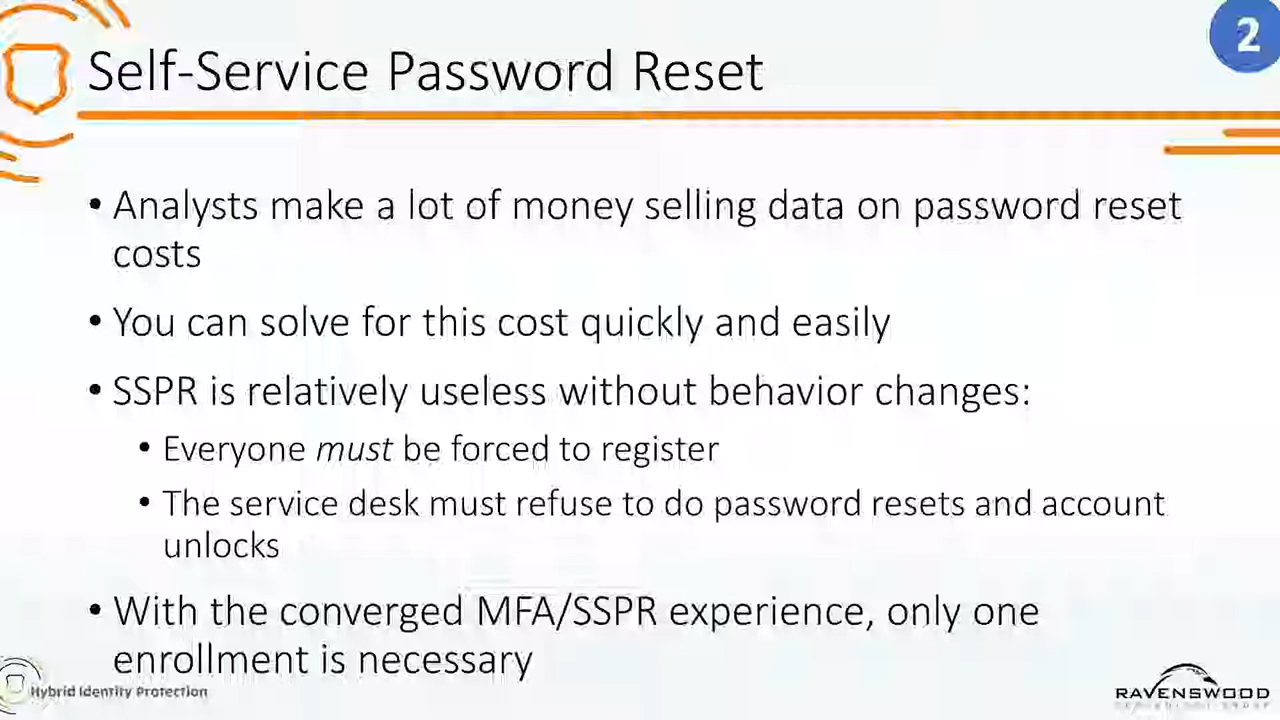 2
Self-Service Password Reset
• Analysts make a lot of money selling data on password reset
costs
• You can solve for this cost quickly and easily
• SSPR is relatively useless without behavior changes:
• Everyone must be forced to register
• The service desk must refuse to do password resets and account
unlocks
• With the converged MFA/SSPR experience, only one
enrollment is necessary
Hybrid Identity Protection
RAVENSWOOD